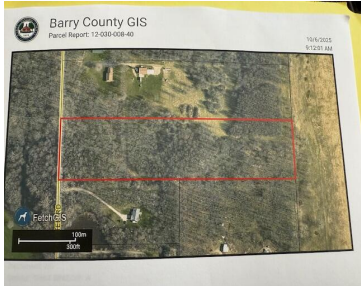 Barry County GIS
Parcel Report: 12-030-008-40
10/6/2025
9:12:01 AM
FetchGIS
100m
300ft